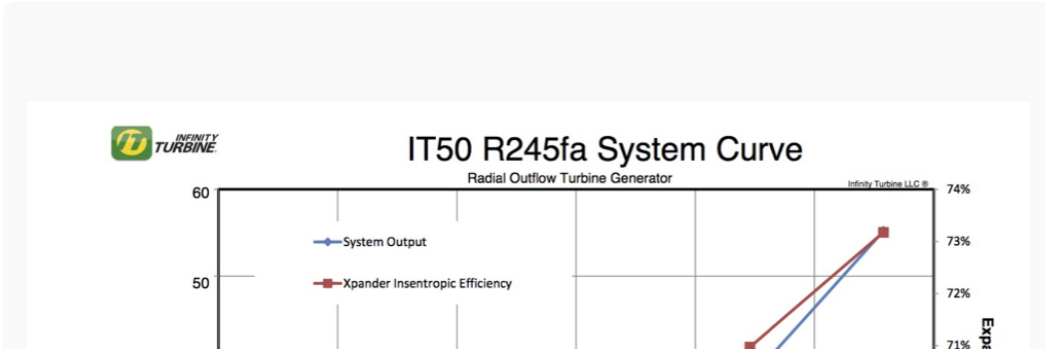 INFINITY
TURBINE
IT50 R245fa System Curve
Radial Outflow Turbine Generator
Infinity Turbine LLC ®
60
74%
System Output
73%
50
Xpander Insentropic Efficiency
72%
71%